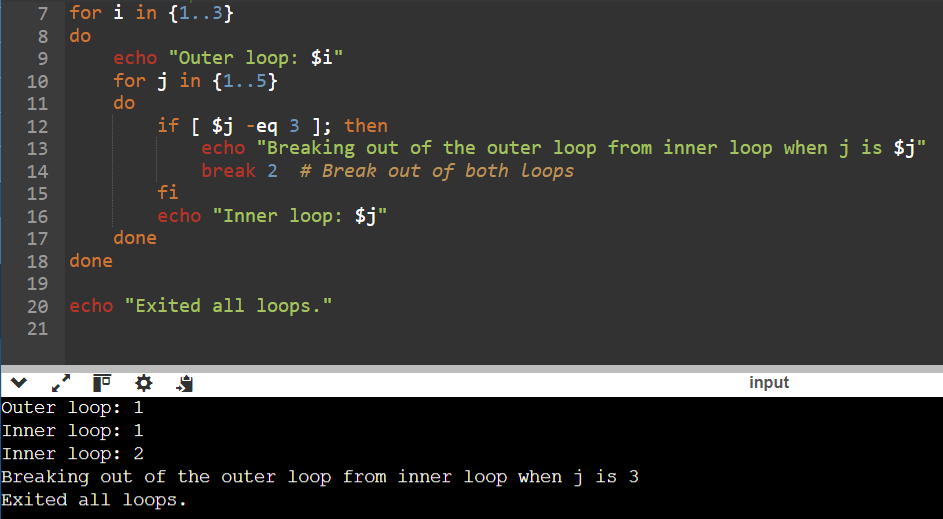 7 for i in {1..3}
8 do
9 echo "Outer loop: $i"
10 for j in {1..5}
11 do
12 if [ $j -eq 3 ]; then
13 echo "Breaking out of the outer loop from inner loop when j is $j"
14 break 2 # Break out of both loops
15 fi
16 echo "Inner loop: $j"
17 done
18 done
19
20 echo "Exited all loops."
21
input
Outer loop: 1
Inner loop: 1
Inner loop: 2
Breaking out of the outer loop from inner loop when j is 3
Exited all loops.